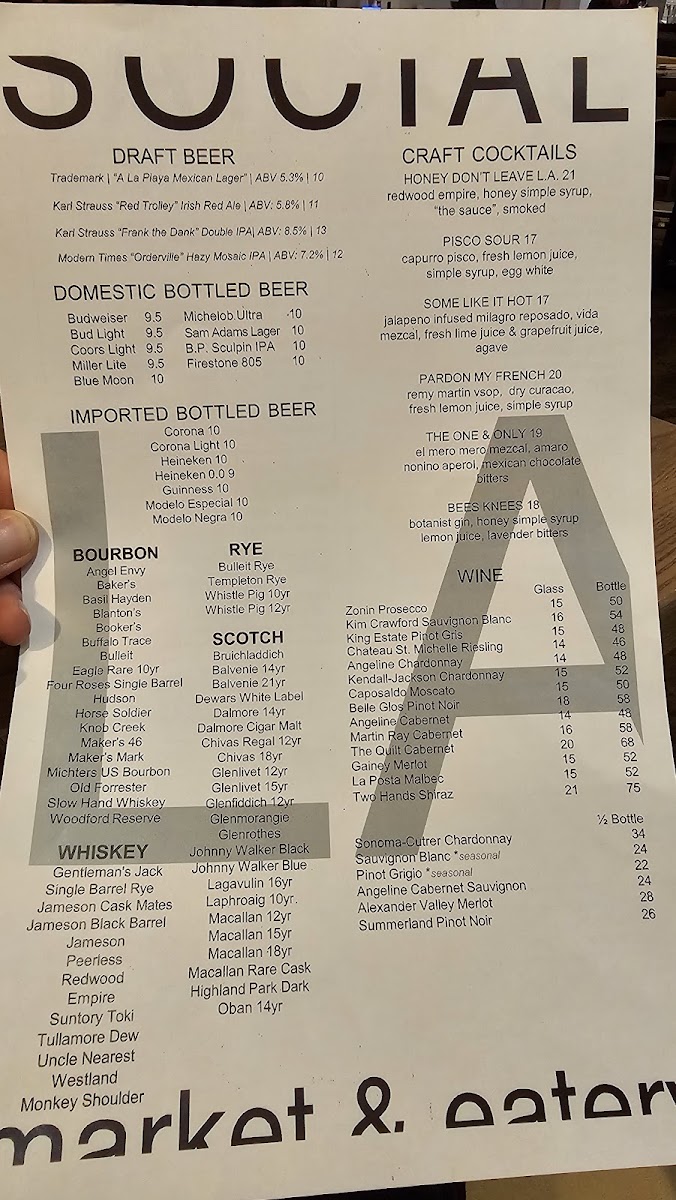 SOCIAL
DRAFT BEER
Trademark | "A La Playa Mexican Lager" | ABV 5.3% | 10
Karl Strauss "Red Trolley" Irish Red Ale | ABV: 5.8% | 11
Karl Strauss "Frank the Dank" Double IPA| ABV: 8.5% | 13
Modern Times "Orderville" Hazy Mosaic IPA | ABV: 7.2% | 12
DOMESTIC BOTTLED BEER
Budweiser 9.5 Michelob Ultra 10
Bud Light 9.5 Sam Adams Lager 10
Coors Light 9.5 B.P. Sculpin IPA 10
Miller Lite 9.5 Firestone 805 10
Blue Moon 10
IMPORTED BOTTLED BEER
Corona 10
Corona Light 10
Heineken 10
Heineken 0.0 9
Guinness 10
Modelo Especial 10
Modelo Negra 10
BOURBON
Angel Envy
Baker's
Basil Hayden
Blanton's
Booker's
Buffalo Trace
Bulleit
Eagle Rare 10yr
Four Roses Single Barrel
Hudson
Horse Soldier
Knob Creek
Maker's 46
Maker's Mark
Michters US Bourbon
Old Forrester
Slow Hand Whiskey
Woodford Reserve
WHISKEY
Gentleman's Jack
Single Barrel Rye
Jameson Cask Mates
Jameson Black Barrel
Jameson
Peerless
Redwood
Empire
Suntory Toki
Tullamore Dew
Uncle Nearest
Westland
Monkey Shoulder
RYE
Bulleit Rye
Templeton Rye
Whistle Pig 10yr
Whistle Pig 12yr
SCOTCH
Bruichladdich
Balvenie 14yr
Balvenie 21yr
Dewars White Label
Dalmore 14yr
Dalmore Cigar Malt
Chivas Regal 12yr
Chivas 18yr
Glenlivet 12yr
Glenlivet 15yr
Glenfiddich 12yr
Glenmorangie
Glenrothes
Johnny Walker Black
Johnny Walker Blue
Lagavulin 16yr
Laphroaig 10yr.
Macallan 12yr
Macallan 15yr
Macallan 18yr
Macallan Rare Cask
Highland Park Dark
Oban 14yr
CRAFT COCKTAILS
HONEY DON'T LEAVE L.A. 21
redwood empire, honey simple syrup,
"the sauce", smoked
PISCO SOUR 17
capurro pisco, fresh lemon juice,
simple syrup, egg white
SOME LIKE IT HOT 17
jalapeno infused milagro reposado, vida
mezcal, fresh lime juice & grapefruit juice,
agave
PARDON MY FRENCH 20
remy martin vsop, dry curacao,
fresh lemon juice, simple syrup
THE ONE & ONLY 19
el mero mero mezcal, amaro
nonino aperol, mexican chocolate
bitters
BEES KNEES 18
botanist gin, honey simple syrup
lemon juice, lavender bitters
WINE
Glass Bottle
Zonin Prosecco 15 50
Kim Crawford Sauvignon Blanc 16 54
King Estate Pinot Gris 15 48
Chateau St. Michelle Riesling 14 46
Angeline Chardonnay 14 48
Kendall-Jackson Chardonnay 15 52
Caposaldo Moscato 15 50
Belle Glos Pinot Noir 18 58
Angeline Cabernet 14 48
Martin Ray Cabernet 16 58
The Quilt Cabernet 20 68
Gainey Merlot 15 52
La Posta Malbec 15 52
Two Hands Shiraz 21 75
½ Bottle
Sonoma-Cutrer Chardonnay 34
Sauvignon Blanc *seasonal 24
Pinot Grigio *seasonal 22
Angeline Cabernet Sauvignon 24
Alexander Valley Merlot 28
Summerland Pinot Noir 26
LA
market & eatery